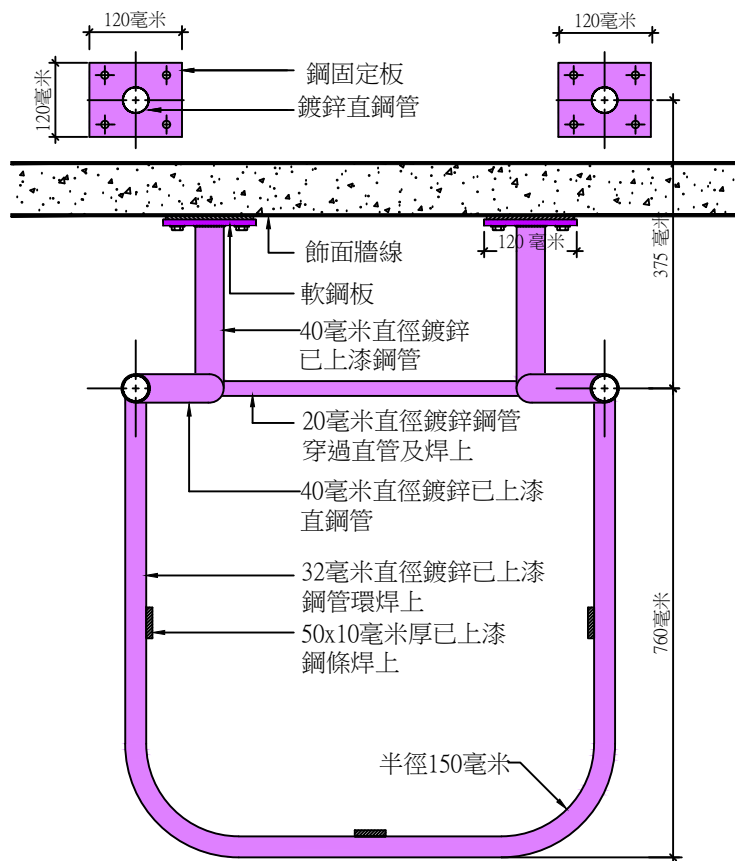 120毫米
120毫米
120毫米
鋼固定板
鍍鋅直鋼管
飾面牆線
120 毫米
375 毫米
軟鋼板
40毫米直徑鍍鋅
已上漆鋼管
20毫米直徑鍍鋅鋼管
穿過直管及焊上
40毫米直徑鍍鋅已上漆
直鋼管
32毫米直徑鍍鋅已上漆
鋼管環焊上
50x10毫米厚已上漆
鋼條焊上
760毫米
半徑150毫米